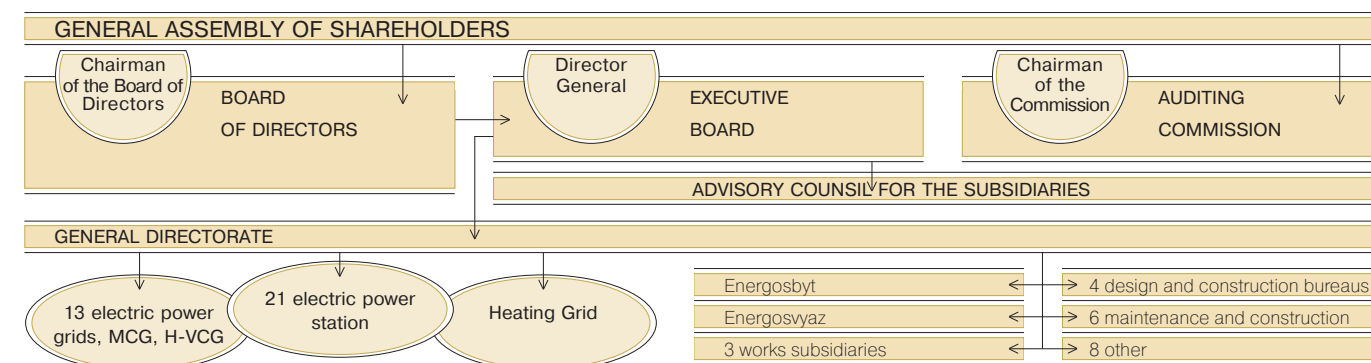 GENERAL ASSEMBLY OF SHAREHOLDERS
Chairman
of the Board of
Directors
BOARD
OF DIRECTORS
Director
General
EXECUTIVE
BOARD
Chairman
of the
Commission
AUDITING
COMMISSION
ADVISORY COUNSIL FOR THE SUBSIDIARIES
GENERAL DIRECTORATE
13 electric power
grids, MCG, H-VCG
21 electric power
station
Heating Grid
Energosbyt
4 design and construction bureaus
Energosvyaz
6 maintenance and construction
3 works subsidiaries
8 other